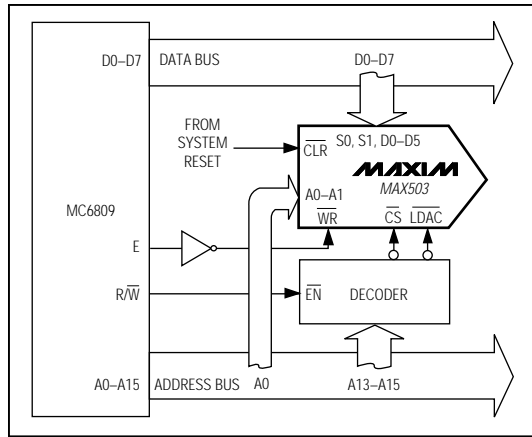 D0–D7 DATA BUS D0–D7
FROM
SYSTEM
RESET
CLR S0, S1, D0–D5
MAXIM
MAX503
A0–A1
WR CS LDAC
MC6809
E
R/W EN DECODER
A0–A15 ADDRESS BUS A0 A13–A15